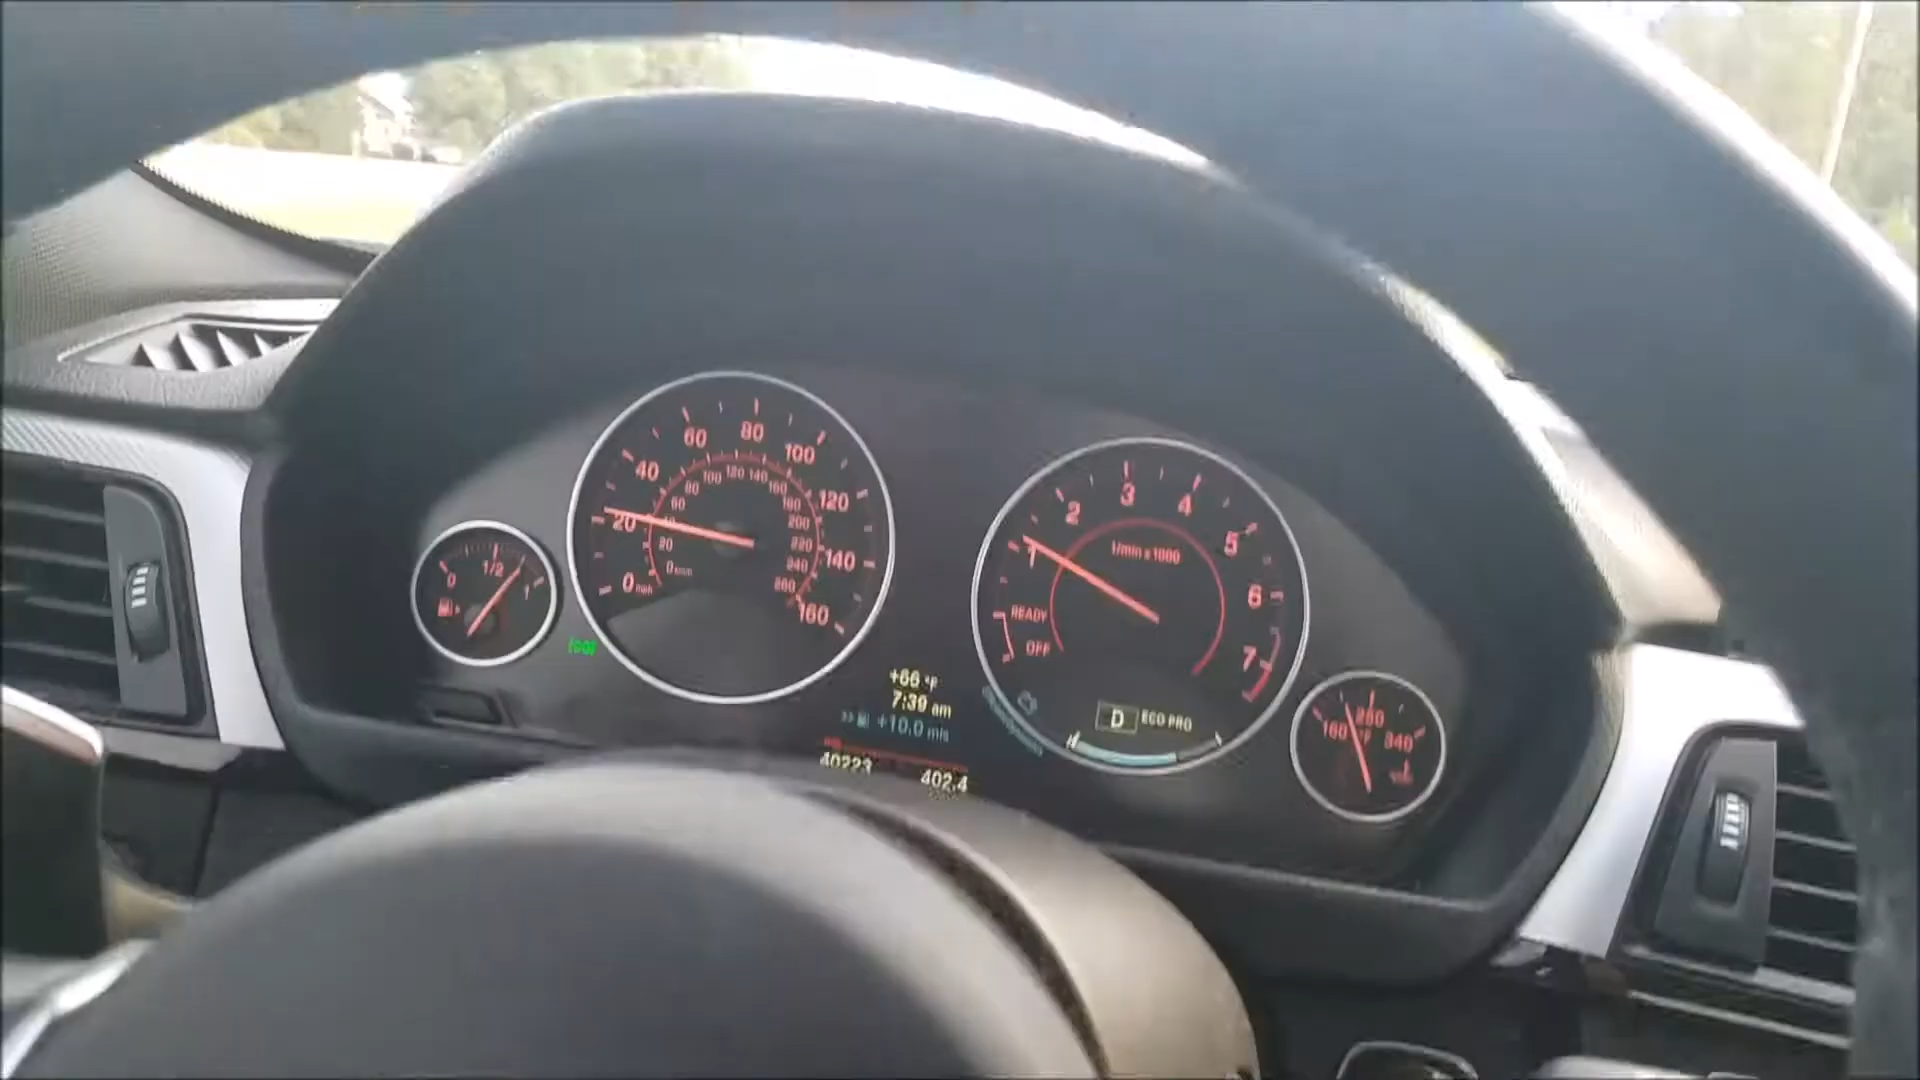 0 1/2 1
0 mph 20 40 60 80 100 120 140 160
0 km/h 20 40 60 80 100 120 140 160 180 200 220 240 260
+66 °F
7:39 am
+10.0 mls
40223 402.4
1/min x 1000
OFF READY 1 2 3 4 5 6 7
D ECO PRO
160 250 340
°F